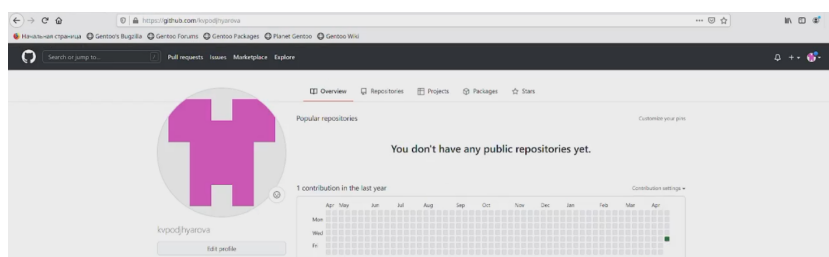 https://github.com/kvpodjhyarova
Начальная страница Gentoo's Bugzilla Gentoo Forums Gentoo Packages Planet Gentoo Gentoo Wiki
Search or jump to... / Pull requests Issues Marketplace Explore
Overview Repositories Projects Packages Stars
Popular repositories Customize your pins
You don't have any public repositories yet.
1 contribution in the last year Contribution settings
Apr May Jun Jul Aug Sep Oct Nov Dec Jan Feb Mar Apr
Mon
kvpodjhyarova Wed
Fri
Edit profile